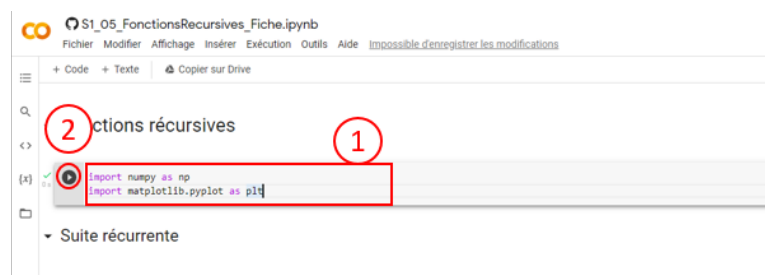 S1_05_FonctionsRecursives_Fiche.ipynb
Fichier Modifier Affichage Insérer Exécution Outils Aide Impossible d'enregistrer les modifications
+ Code + Texte Copier sur Drive
2 ctions récursives
1
import numpy as np
import matplotlib.pyplot as plt
{x}
Suite récurrente